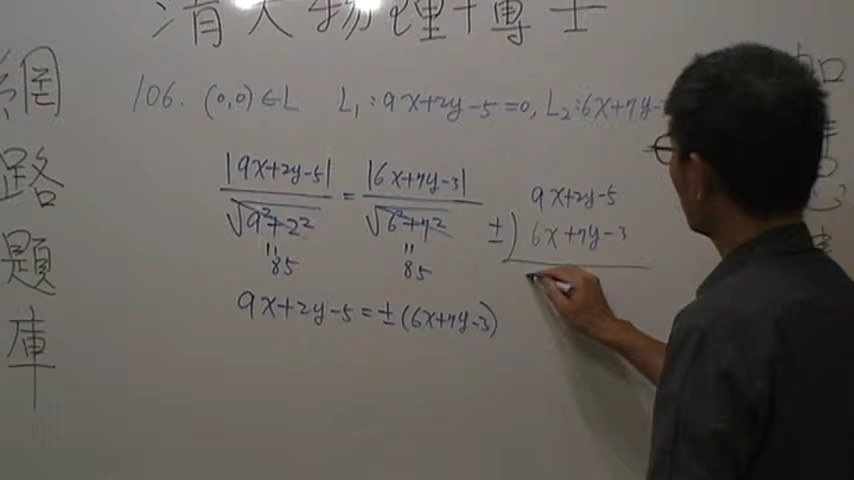 清大物理博士
網路題庫
106. (0,0)∈L L₁:9x+2y-5=0, L₂:6x+7y-
|9x+2y-5| / √(9²+2²) = |6x+7y-3| / √(6²+7²)
" "
85 85
9x+2y-5=±(6x+7y-3)
9x+2y-5
±) 6x+7y-3